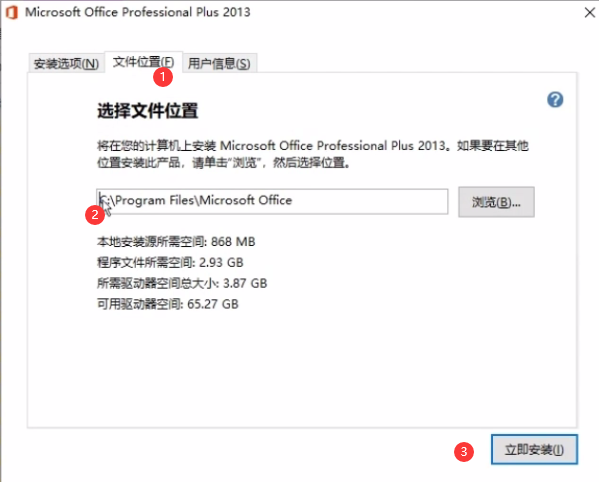 Microsoft Office Professional Plus 2013
安装选项(N) 文件位置(F) 用户信息(S)
1
选择文件位置
?
将在您的计算机上安装 Microsoft Office Professional Plus 2013。如果要在其他
位置安装此产品，请单击“浏览”，然后选择位置。
:\Program Files\Microsoft Office
浏览(B)...
2
本地安装源所需空间: 868 MB
程序文件所需空间: 2.93 GB
所需驱动器空间总大小: 3.87 GB
可用驱动器空间: 65.27 GB
3
立即安装(I)